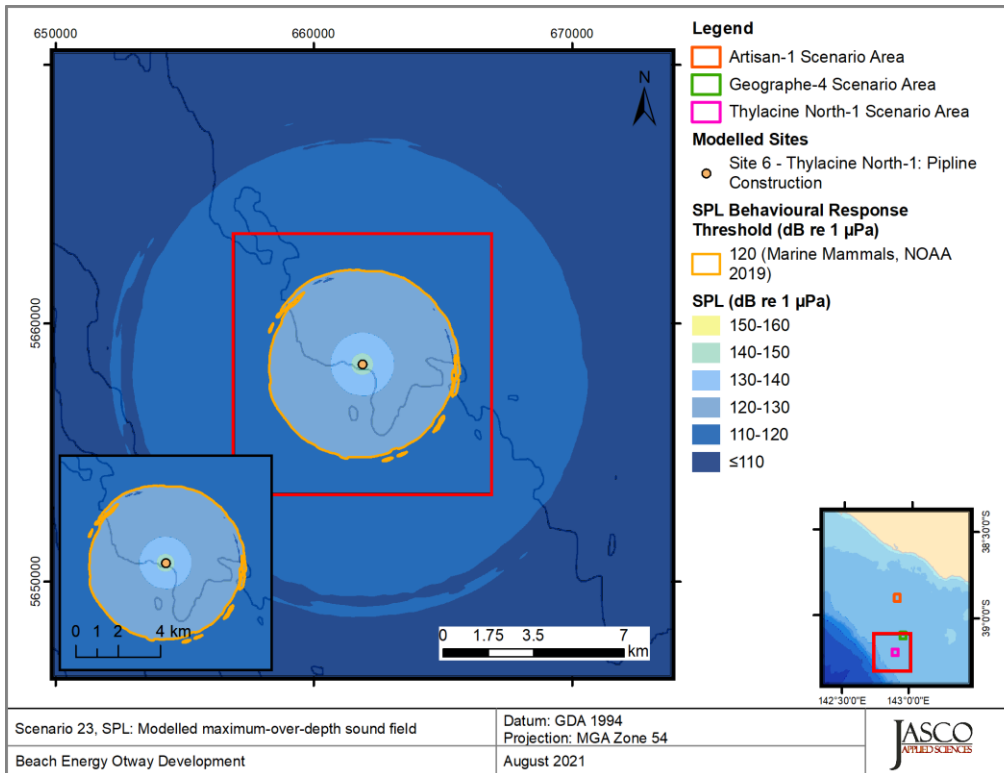 650000
660000
670000
5660000
5650000
N
0 1 2 4 km
0 1.75 3.5 7
km
Legend
Artisan-1 Scenario Area
Geographe-4 Scenario Area
Thylacine North-1 Scenario Area
Modelled Sites
Site 6 - Thylacine North-1: Pipline
Construction
SPL Behavioural Response
Threshold (dB re 1 µPa)
120 (Marine Mammals, NOAA
2019)
SPL (dB re 1 µPa)
150-160
140-150
130-140
120-130
110-120
≤110
38°30'0"S
39°0'0"S
142°30'0"E
143°0'0"E
Scenario 23, SPL: Modelled maximum-over-depth sound field
Datum: GDA 1994
Projection: MGA Zone 54
Beach Energy Otway Development
August 2021
JASCO
APPLIED SCIENCES